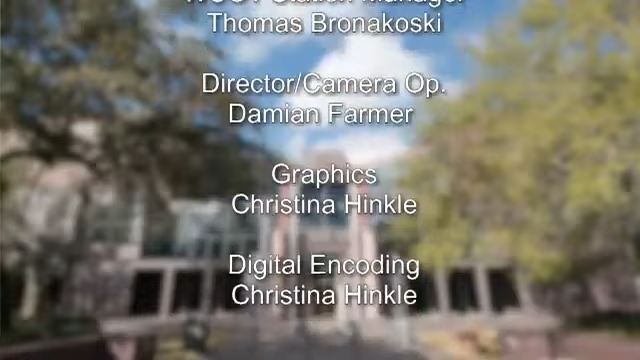 Station Manager
Thomas Bronakoski
Director/Camera Op.
Damian Farmer
Graphics
Christina Hinkle
Digital Encoding
Christina Hinkle